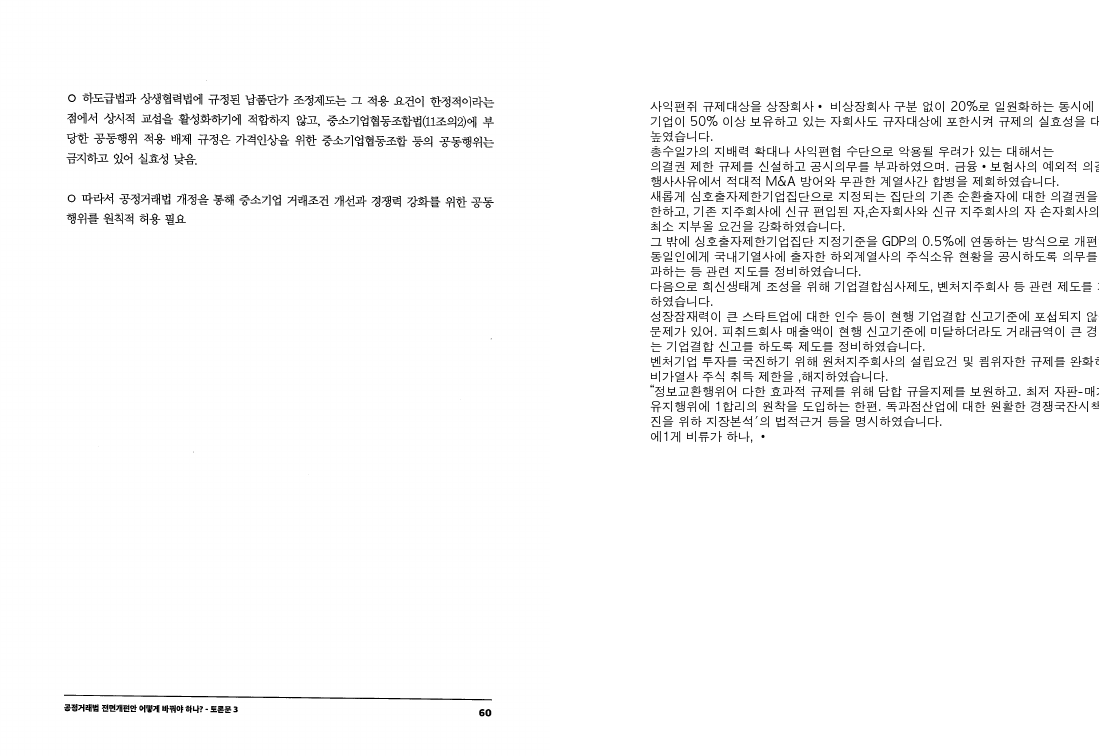 ○ 하도급법과 상생협력법에 규정된 납품단가 조정제도는 그 적용 요건이 한정적이라는
점에서 상시적 교섭을 활성화하기에 적합하지 않고, 중소기업협동조합법(11조의2)에 부
당한 공동행위 적용 배제 규정은 가격인상을 위한 중소기업협동조합 등의 공동행위는
금지하고 있어 실효성 낮음.
○ 따라서 공정거래법 개정을 통해 중소기업 거래조건 개선과 경쟁력 강화를 위한 공동
행위를 원칙적 허용 필요
공정거래법 전면개편안 어떻게 바꿔야 하나? - 토론문 3
60
사익편쥐 규제대상을 상장회사 • 비상장회사 구분 없이 20%로 일원화하는 동시에
기업이 50% 이상 보유하고 있는 자회사도 규자대상에 포한시켜 규제의 실효성을 대
높였습니다.
총수일가의 지배력 확대나 사익편협 수단으로 악용될 우려가 있는 대해서는
의결권 제한 규제를 신설하고 공시의무를 부과하였으며. 금융 • 보험사의 예외적 의결
행사사유에서 적대적 M&A 방어와 무관한 계열사간 합병을 제회하였습니다.
새롭게 심호출자제한기업집단으로 지정되는 집단의 기존 순환출자에 대한 의결권을
한하고, 기존 지주회사에 신규 편입된 자,손자회사와 신규 지주회사의 자 손자회사의
최소 지부올 요건을 강화하였습니다.
그 밖에 싱호출자제한기업집단 지정기준을 GDP의 0.5%에 연동하는 방식으로 개편
동일인에게 국내기열사에 출자한 하외계열사의 주식소유 현황을 공시하도록 의무를
과하는 등 관련 지도를 정비하였습니다.
다음으로 희신생태계 조성을 위해 기업결합심사제도, 볜처지주회사 등 관련 제도를
하였습니다.
성장잠재력이 큰 스타트업에 대한 인수 등이 현행 기업결합 신고기준에 포섭되지 않
문제가 있어. 피취드회사 매출액이 현행 신고기준에 미달하더라도 거래금역이 큰 경
는 기업결합 신고를 하도록 제도를 정비하였습니다.
볜처기업 투자를 국진하기 위해 원처지주회사의 설립요건 및 쾸위자한 규제를 완화하
비가열사 주식 취득 제한을 ,해지하였습니다.
“정보교환행위어 다한 효과적 규제를 위해 담합 규을지제를 보원하고. 최저 자판-매가
유지행위에 1합리의 원착을 도입하는 한편. 독과점산업에 대한 원활한 경쟁국잔시책
진을 위하 지장본석´의 법적근거 등을 명시하였습니다.
에1게 비류가 하나, •